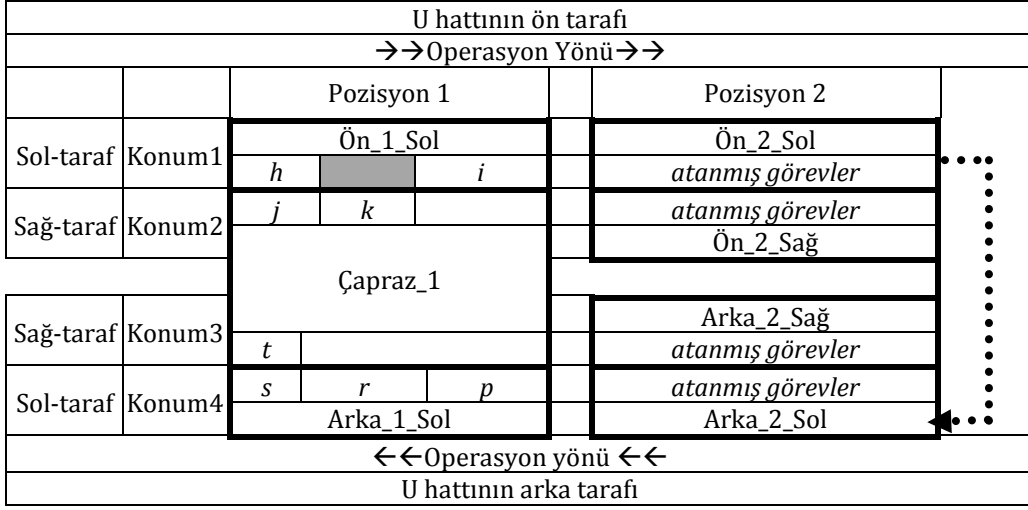 U hattının ön tarafı
→→Operasyon Yönü→→
Pozisyon 1 Pozisyon 2
Sol-taraf Konum1 Ön_1_Sol Ön_2_Sol
h i atanmış görevler
Sağ-taraf Konum2 j k atanmış görevler
Ön_2_Sağ
Çapraz_1
Sağ-taraf Konum3 Arka_2_Sağ
t atanmış görevler
Sol-taraf Konum4 s r p atanmış görevler
Arka_1_Sol Arka_2_Sol
←←Operasyon yönü ←←
U hattının arka tarafı